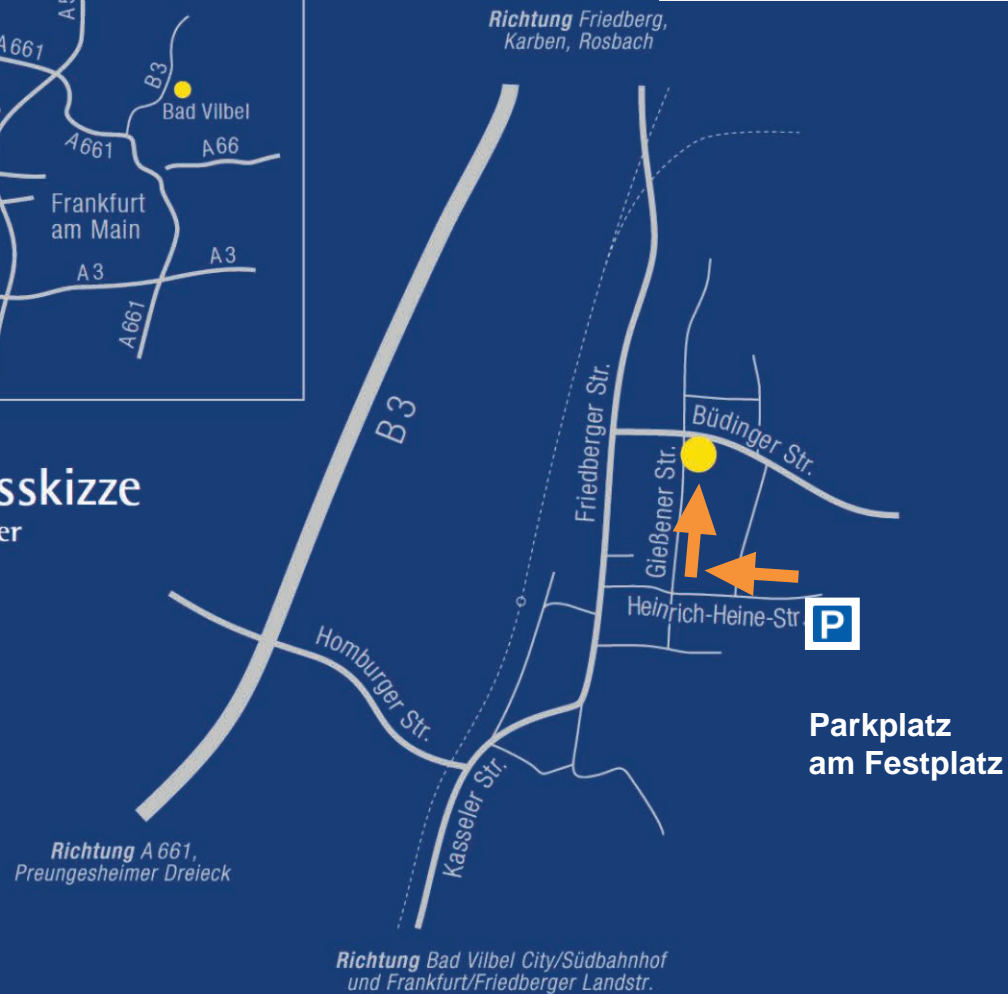 A5
A661
B3
Bad Vilbel
A661
A66
Frankfurt
am Main
A3
A3
A661
Richtung Friedberg,
Karben, Rosbach
B3
Friedberger Str.
Büdinger Str.
Gießener Str.
sskizze
er
Heinrich-Heine-Str.
P
Homburger Str.
Parkplatz
am Festplatz
Kasseler Str.
Richtung A 661,
Preungesheimer Dreieck
Richtung Bad Vilbel City/Südbahnhof
und Frankfurt/Friedberger Landstr.